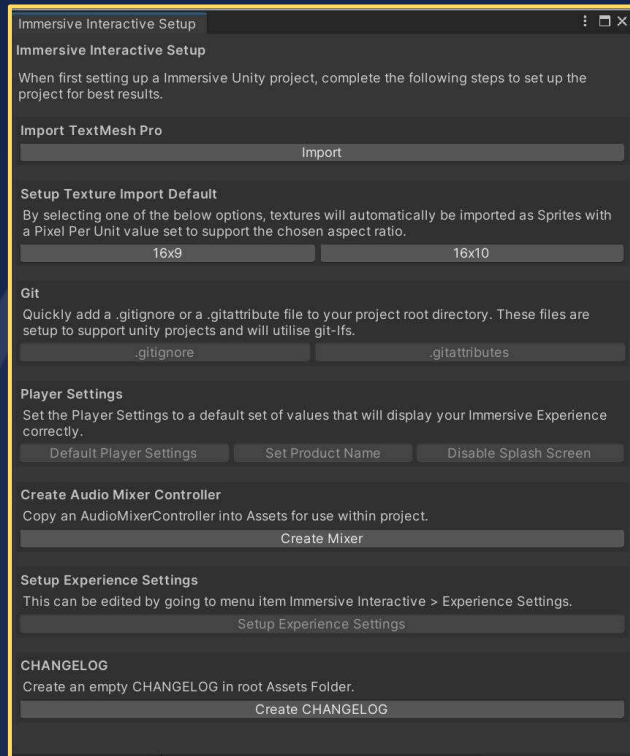 Immersive Interactive Setup
Immersive Interactive Setup
When first setting up a Immersive Unity project, complete the following steps to set up the
project for best results.
Import TextMesh Pro
Import
Setup Texture Import Default
By selecting one of the below options, textures will automatically be imported as Sprites with
a Pixel Per Unit value set to support the chosen aspect ratio.
16x9
16x10
Git
Quickly add a .gitignore or a .gitattribute file to your project root directory. These files are
setup to support unity projects and will utilise git-lfs.
.gitignore
.gitattributes
Player Settings
Set the Player Settings to a default set of values that will display your Immersive Experience
correctly.
Default Player Settings
Set Product Name
Disable Splash Screen
Create Audio Mixer Controller
Copy an AudioMixerController into Assets for use within project.
Create Mixer
Setup Experience Settings
This can be edited by going to menu item Immersive Interactive > Experience Settings.
Setup Experience Settings
CHANGELOG
Create an empty CHANGELOG in root Assets Folder.
Create CHANGELOG